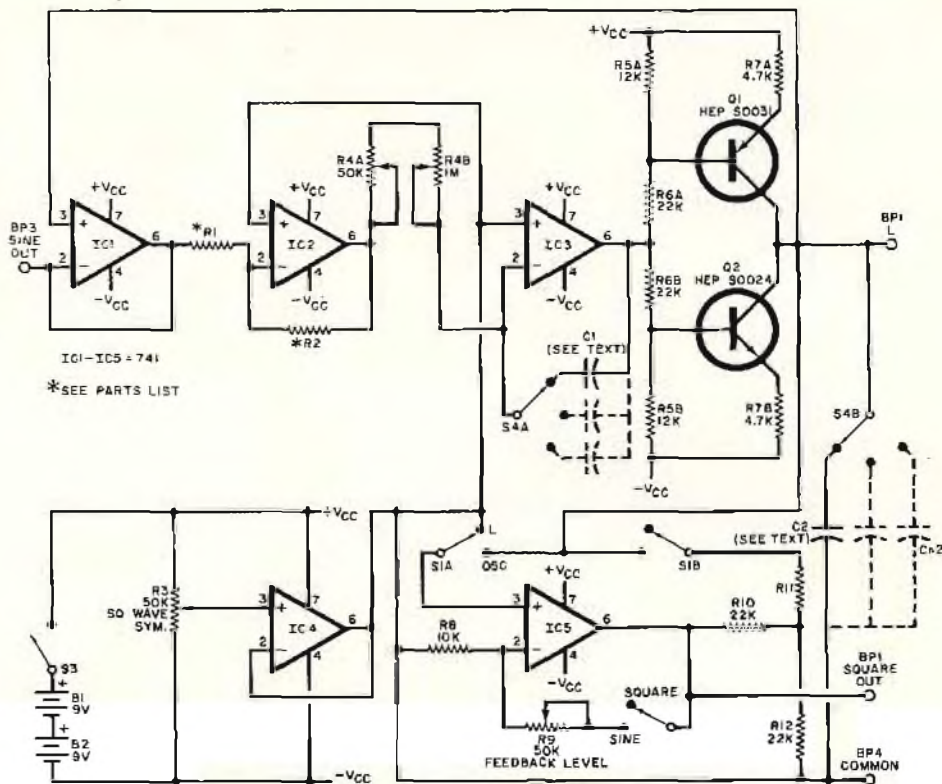 +VCC
R5A
12K
R7A
4.7K
Q1
HEP S0031
R4A
50K
R4B
1M
+VCC
+VCC
R6A
22K
BP3
SINE
OUT
3
+
7
IC1
6
2
-
4
-VCC
*R1
3
+
7
IC2
6
2
-
4
-VCC
*R2
3
+
7
IC3
6
2
-
4
-VCC
BP1
L
R6B
22K
Q2
HEP S0024
IC1-IC5=741
*SEE PARTS LIST
C1
(SEE TEXT)
S4A
R5B
12K
R7B
4.7K
S4B
-VCC
+VCC
L
S1A
OSC
S1B
C2
(SEE TEXT)
Cn2
R3
50K
SQ WAVE
SYM.
3
+
7
IC4
6
2
-
4
+VCC
3
+
7
IC5
6
2
-
4
-VCC
R8
10K
R10
22K
R11
S3
+
B1
9V
+
B2
9V
SQUARE
SINE
R9
50K
FEEDBACK LEVEL
BP1
SQUARE
OUT
R12
22K
BP4
COMMON
-VCC